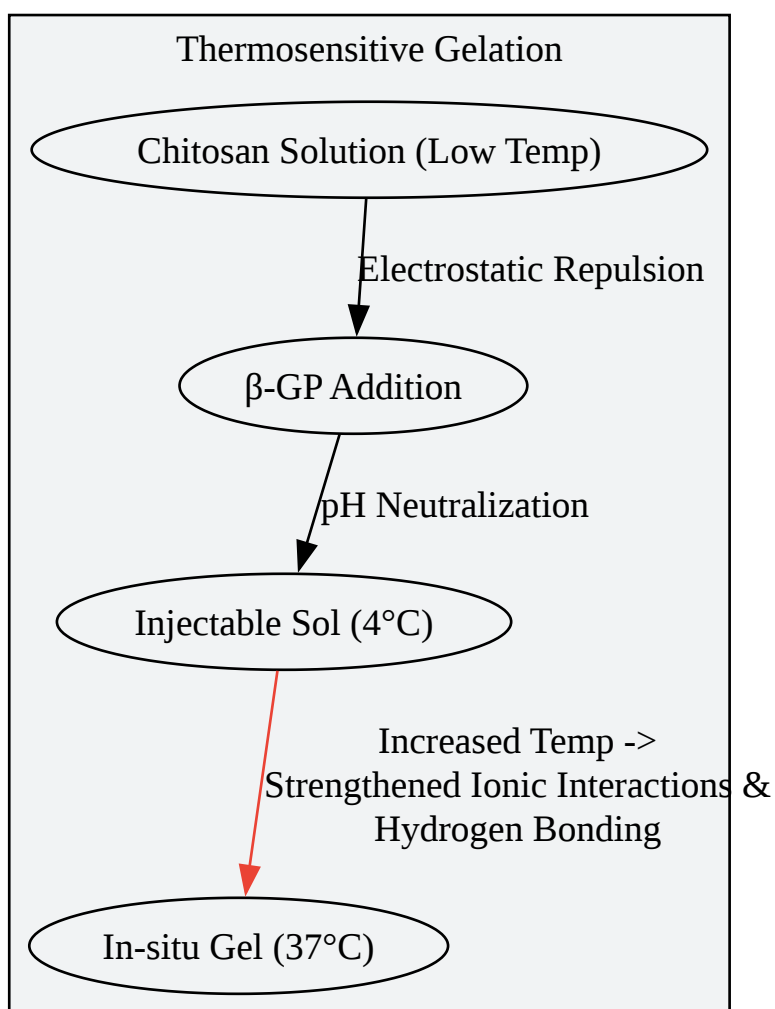 Thermosensitive Gelation
Chitosan Solution (Low Temp)
Electrostatic Repulsion
β-GP Addition
pH Neutralization
Injectable Sol (4°C)
Increased Temp ->
Strengthened Ionic Interactions &
Hydrogen Bonding
In-situ Gel (37°C)